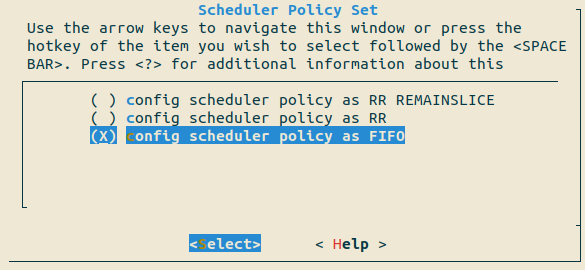 Scheduler Policy Set
Use the arrow keys to navigate this window or press the
hotkey of the item you wish to select followed by the <SPACE
BAR>. Press <?> for additional information about this
( ) config scheduler policy as RR REMAINSLICE
( ) config scheduler policy as RR
(X) config scheduler policy as FIFO
<Select> < Help >